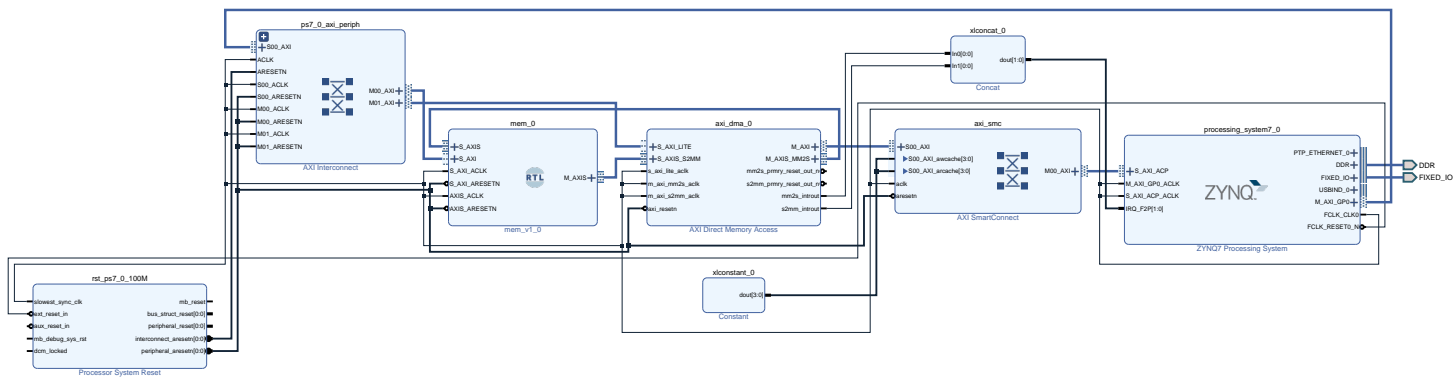 ps7_0_axi_periph
S00_AXI
ACLK
ARESETN
S00_ACLK
S00_ARESETN
M00_ACLK
M00_ARESETN
M01_ACLK
M01_ARESETN
M00_AXI
M01_AXI
AXI Interconnect
mem_0
S_AXIS
S_AXI
S_AXI_ACLK
S_AXI_ARESETN
AXIS_ACLK
AXIS_ARESETN
RTL
M_AXIS
mem_v1_0
axi_dma_0
S_AXI_LITE
S_AXIS_S2MM
s_axi_lite_aclk
m_axi_mm2s_aclk
m_axi_s2mm_aclk
axi_resetn
M_AXI
M_AXIS_MM2S
mm2s_prmry_reset_out_n
s2mm_prmry_reset_out_n
mm2s_introut
s2mm_introut
AXI Direct Memory Access
xlconcat_0
In0[0:0]
In1[0:0]
dout[1:0]
Concat
axi_smc
S00_AXI
S00_AXI_awcache[3:0]
S00_AXI_arcache[3:0]
aclk
aresetn
M00_AXI
AXI SmartConnect
processing_system7_0
S_AXI_ACP
M_AXI_GP0_ACLK
S_AXI_ACP_ACLK
IRQ_F2P[1:0]
ZYNQ
PTP_ETHERNET_0
DDR
FIXED_IO
USBIND_0
M_AXI_GP0
FCLK_CLK0
FCLK_RESET0_N
ZYNQ7 Processing System
DDR
FIXED_IO
rst_ps7_0_100M
slowest_sync_clk
ext_reset_in
aux_reset_in
mb_debug_sys_rst
dcm_locked
mb_reset
bus_struct_reset[0:0]
peripheral_reset[0:0]
interconnect_aresetn[0:0]
peripheral_aresetn[0:0]
Processor System Reset
xlconstant_0
dout[3:0]
Constant